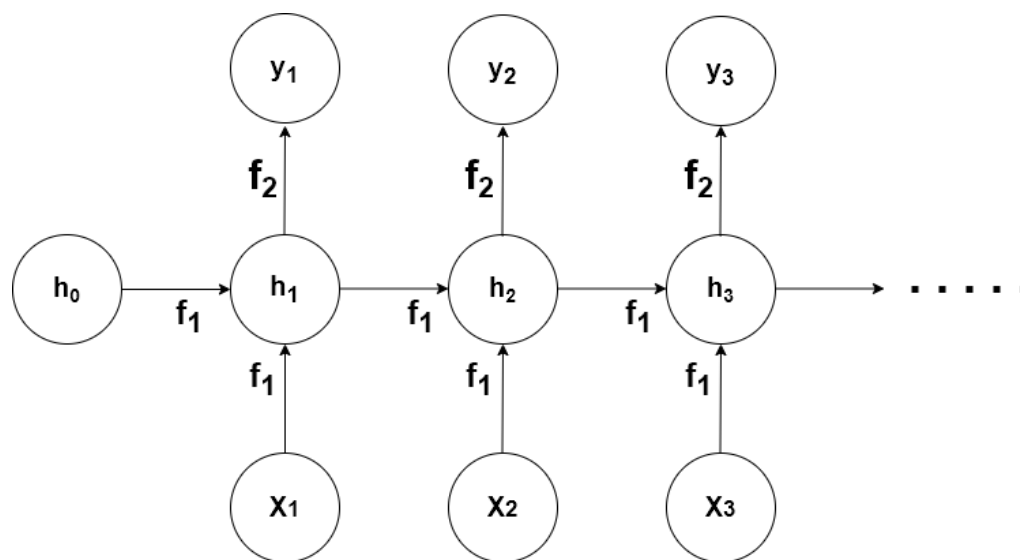 y₁ y₂ y₃
f₂ f₂ f₂
h₀ h₁ h₂ h₃ . . . . .
f₁ f₁ f₁
f₁ f₁ f₁
X₁ X₂ X₃